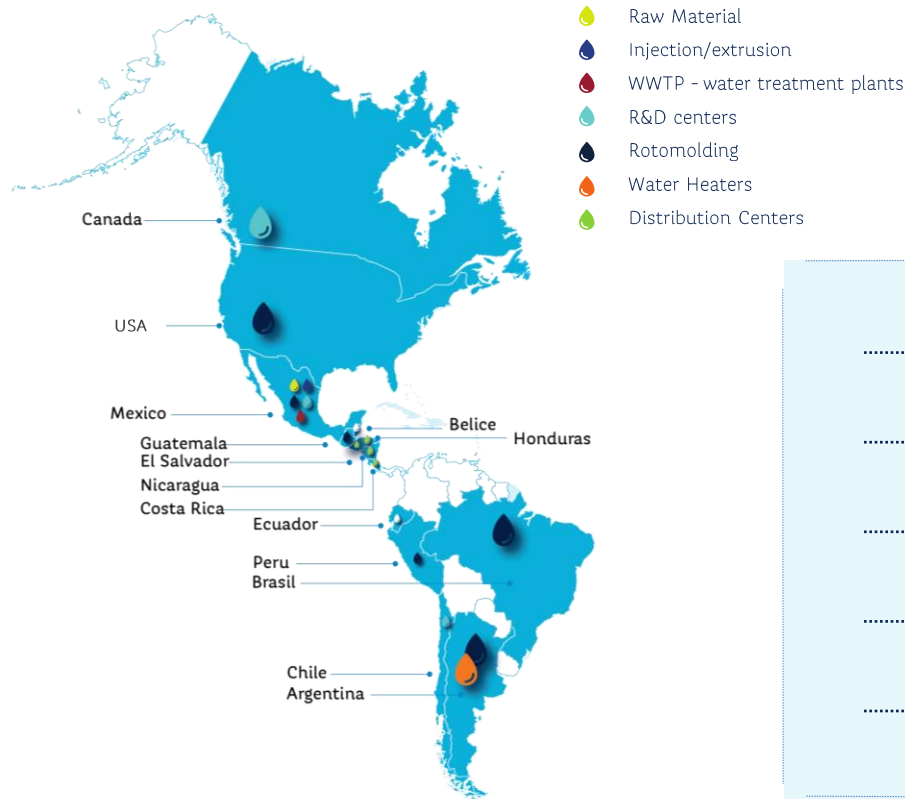 Raw Material
Injection/extrusion
WWTP - water treatment plants
R&D centers
Rotomolding
Water Heaters
Distribution Centers
Canada
USA
Mexico
Belice
Honduras
Guatemala
El Salvador
Nicaragua
Costa Rica
Ecuador
Peru
Brasil
Chile
Argentina